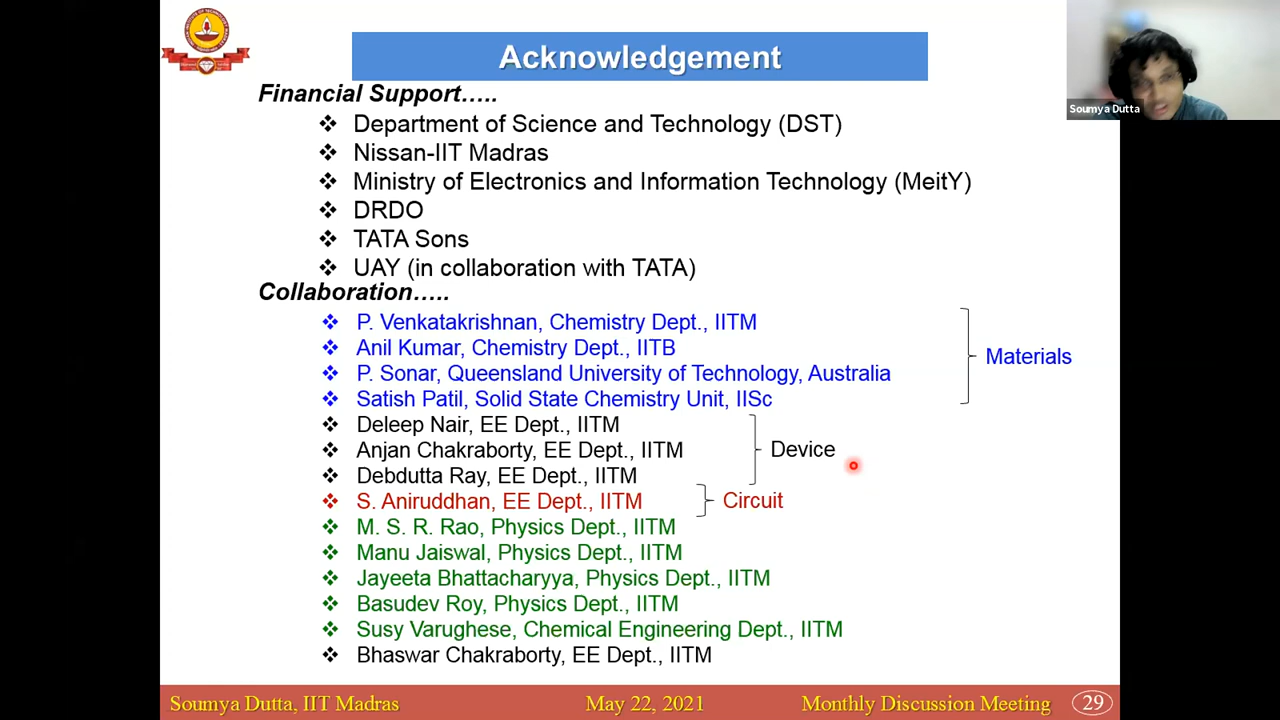 Acknowledgement
Soumya Dutta
Financial Support…..
❖ Department of Science and Technology (DST)
❖ Nissan-IIT Madras
❖ Ministry of Electronics and Information Technology (MeitY)
❖ DRDO
❖ TATA Sons
❖ UAY (in collaboration with TATA)
Collaboration…..
❖ P. Venkatakrishnan, Chemistry Dept., IITM
❖ Anil Kumar, Chemistry Dept., IITB
❖ P. Sonar, Queensland University of Technology, Australia
❖ Satish Patil, Solid State Chemistry Unit, IISc
Materials
❖ Deleep Nair, EE Dept., IITM
❖ Anjan Chakraborty, EE Dept., IITM
❖ Debdutta Ray, EE Dept., IITM
Device
❖ S. Aniruddhan, EE Dept., IITM
Circuit
❖ M. S. R. Rao, Physics Dept., IITM
❖ Manu Jaiswal, Physics Dept., IITM
❖ Jayeeta Bhattacharyya, Physics Dept., IITM
❖ Basudev Roy, Physics Dept., IITM
❖ Susy Varughese, Chemical Engineering Dept., IITM
❖ Bhaswar Chakraborty, EE Dept., IITM
Soumya Dutta, IIT Madras
May 22, 2021
Monthly Discussion Meeting
29